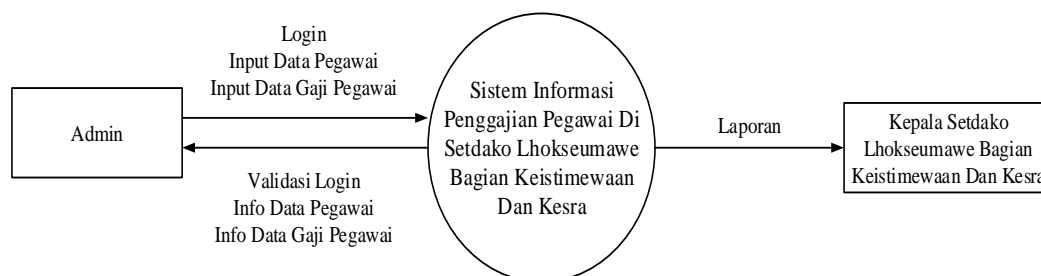 Admin
Login
Input Data Pegawai
Input Data Gaji Pegawai
Validasi Login
Info Data Pegawai
Info Data Gaji Pegawai
Sistem Informasi
Penggajian Pegawai Di
Setdako Lhokseumawe
Bagian Keistimewaan
Dan Kesra
Laporan
Kepala Setdako
Lhokseumawe Bagian
Keistimewaan Dan Kesra